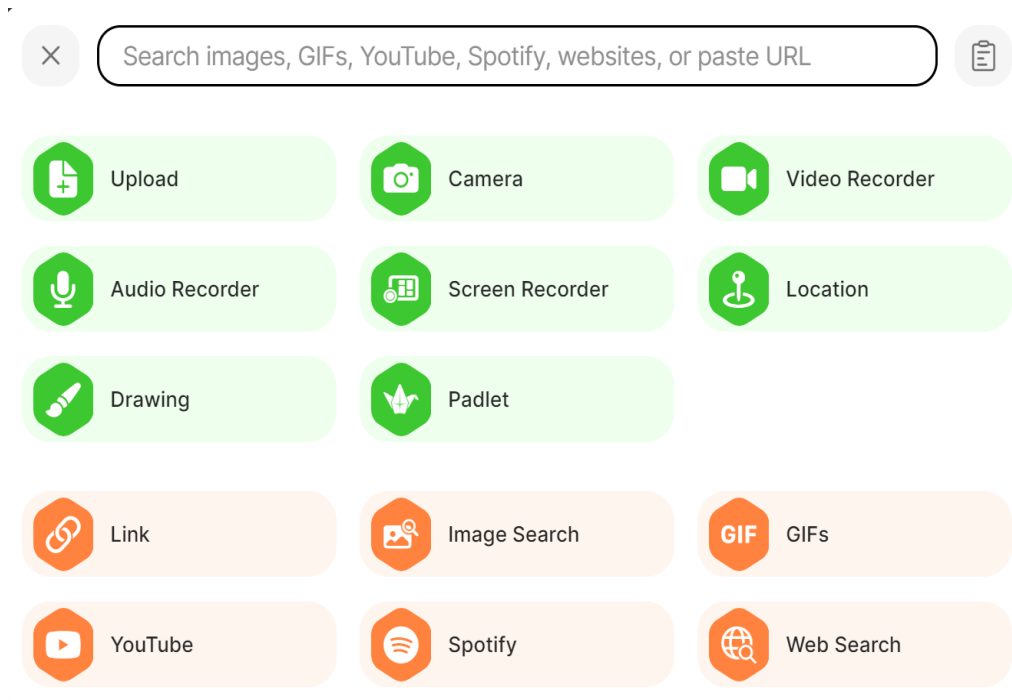 Search images, GIFs, YouTube, Spotify, websites, or paste URL
Upload
Camera
Video Recorder
Audio Recorder
Screen Recorder
Location
Drawing
Padlet
Link
Image Search
GIF
GIFs
YouTube
Spotify
Web Search